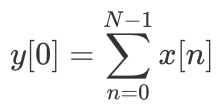 $y[0] = \sum_{n=0}^{N-1} x[n]$